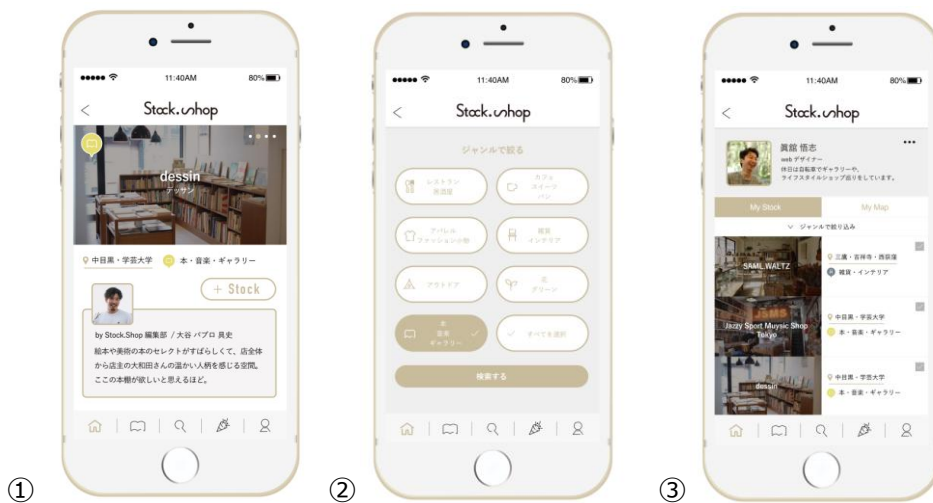 11:40AM 80%
Stock.shop
dessin
デッサン
中目黒・学芸大学 本・音楽・ギャラリー
+ Stock
by Stock.Shop 編集部 / 大谷 パブロ 具史
絵本や美術の本のセレクトがすばらしくて、店全体
から店主の大和田さんの温かい人柄を感じる空間。
ここの本棚が欲しいと思えるほど。
①
11:40AM 80%
Stock.shop
ジャンルで絞る
レストラン
居酒屋
カフェ
スイーツ
パン
アパレル
ファッション小物
雑貨
インテリア
アウトドア
花
グリーン
本
音楽
ギャラリー
すべてを選択
検索する
②
11:40AM 80%
Stock.shop
眞舘 悟志
web デザイナー
休日は自転車でギャラリーや、
ライフスタイルショップ巡りをしています。
My Stock My Map
ジャンルで絞り込み
SAML.WALTZ
三鷹・吉祥寺・西荻窪
雑貨・インテリア
Jazzy Sport Muysic Shop
Tokyo
中目黒・学芸大学
本・音楽・ギャラリー
dessin
中目黒・学芸大学
本・音楽・ギャラリー
③